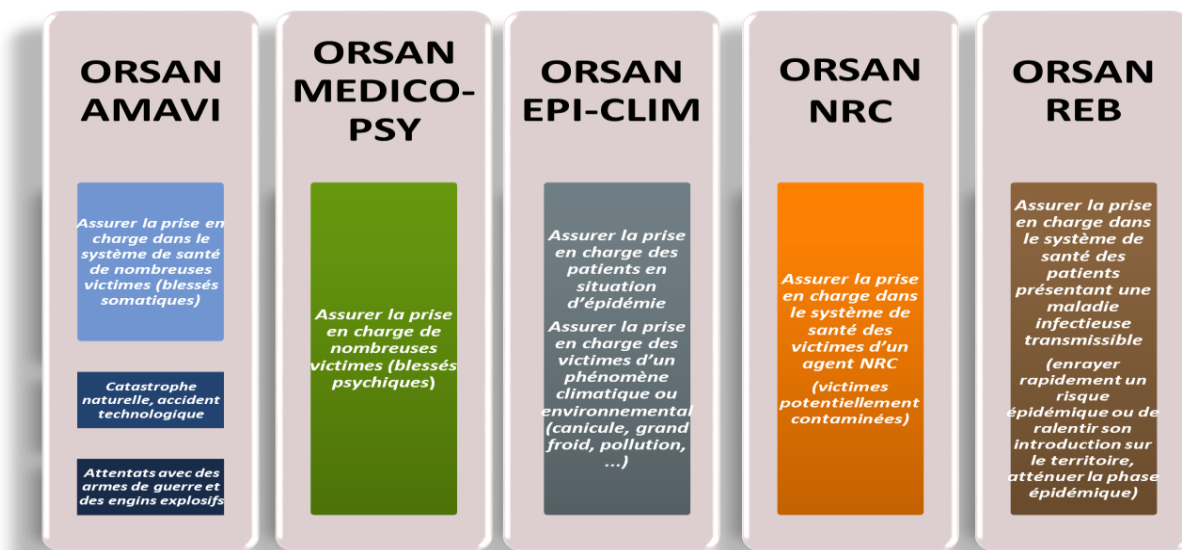 ORSAN
AMAVI
Assurer la prise en
charge dans le
système de santé
de nombreuses
victimes (blessés
somatiques)
Catastrophe
naturelle, accident
technologique
Attentats avec des
armes de guerre et
des engins explosifs
ORSAN
MEDICO-
PSY
Assurer la prise
en charge de
nombreuses
victimes (blessés
psychiques)
ORSAN
EPI-CLIM
Assurer la prise
en charge des
patients en
situation
d’épidémie
Assurer la prise
en charge des
victimes d’un
phénomène
climatique ou
environnemental
(canicule, grand
froid, pollution,
...)
ORSAN
NRC
Assurer la prise
en charge dans
le système de
santé des
victimes d’un
agent NRC
(victimes
potentiellement
contaminées)
ORSAN
REB
Assurer la prise
en charge dans
le système de
santé des
patients
présentant une
maladie
infectieuse
transmissible
(enrayer
rapidement un
risque
épidémique ou de
ralentir son
introduction sur
le territoire,
atténuer la phase
épidémique)